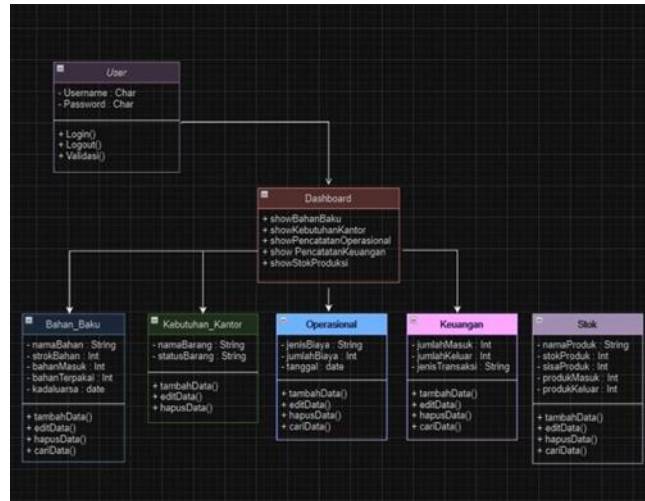 User
- Username : Char
- Password : Char
+ Login()
+ Logout()
+ Validasi()
Dashboard
+ showBahanBaku
+ showKebutuhanKantor
+ showPencatatanOperasional
+ show PencatatanKeuangan
+ showStokProduksi
Bahan_Baku
- namaBahan : String
- strokBahan : Int
- bahanMasuk : Int
- bahanTerpakai : Int
- kadaluarsa : date
+ tambahData()
+ editData()
+ hapusData()
+ cariData()
Kebutuhan_Kantor
- namaBarang : String
- statusBarang : String
+ tambahData()
+ editData()
+ hapusData()
Operasional
- jenisBiaya : String
- jumlahBiaya : Int
- tanggal : date
+ tambahData()
+ editData()
+ hapusData()
+ cariData()
Keuangan
- jumlahMasuk : Int
- jumlahKeluar : Int
- jenisTransaksi : String
+ tambahData()
+ editData()
+ hapusData()
+ cariData()
Stok
- namaProduk : String
- stokProduk : Int
- sisaProduk : Int
- produkMasuk : Int
- produkKeluar : Int
+ tambahData()
+ editData()
+ hapusData()
+ cariData()